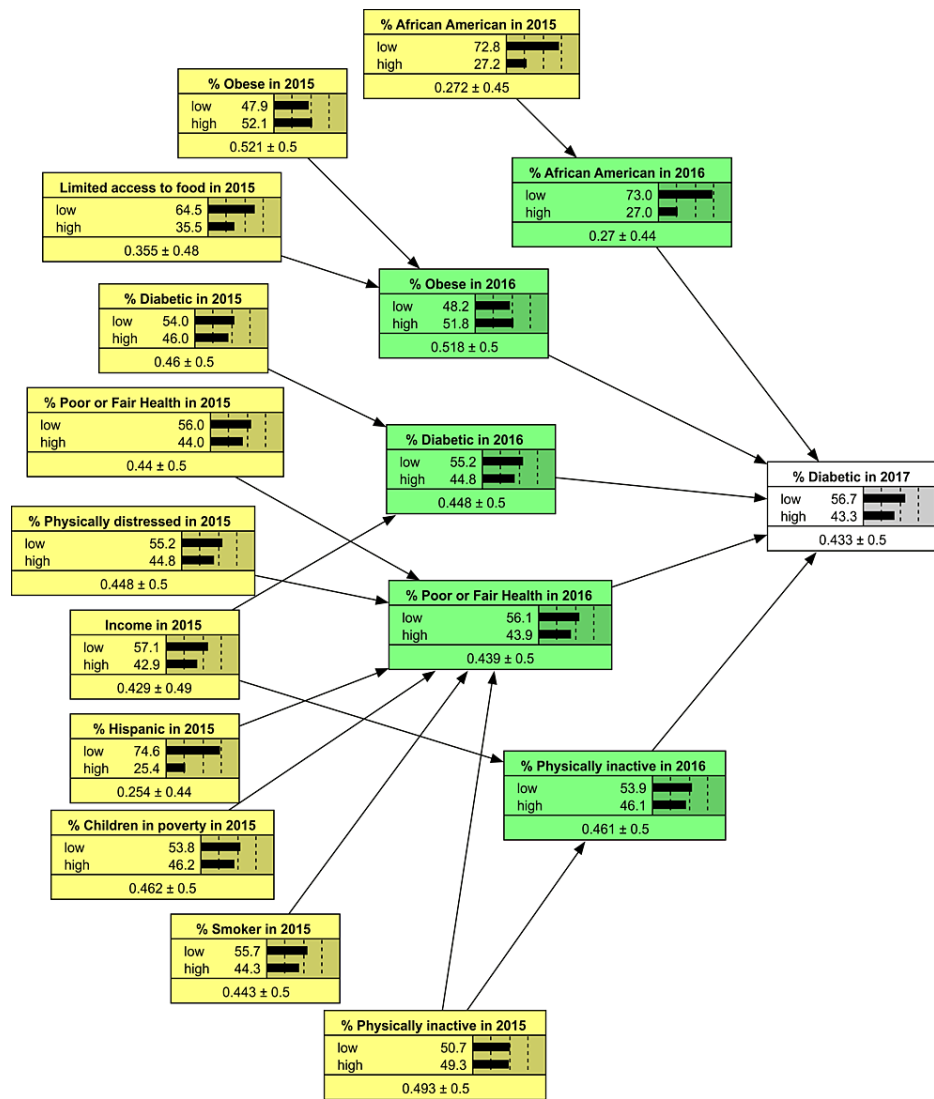 % African American in 2015
low 72.8
high 27.2
0.272 ± 0.45
% Obese in 2015
low 47.9
high 52.1
0.521 ± 0.5
% African American in 2016
low 73.0
high 27.0
0.27 ± 0.44
Limited access to food in 2015
low 64.5
high 35.5
0.355 ± 0.48
% Obese in 2016
low 48.2
high 51.8
0.518 ± 0.5
% Diabetic in 2015
low 54.0
high 46.0
0.46 ± 0.5
% Poor or Fair Health in 2015
low 56.0
high 44.0
0.44 ± 0.5
% Diabetic in 2016
low 55.2
high 44.8
0.448 ± 0.5
% Diabetic in 2017
low 56.7
high 43.3
0.433 ± 0.5
% Physically distressed in 2015
low 55.2
high 44.8
0.448 ± 0.5
% Poor or Fair Health in 2016
low 56.1
high 43.9
0.439 ± 0.5
Income in 2015
low 57.1
high 42.9
0.429 ± 0.49
% Hispanic in 2015
low 74.6
high 25.4
0.254 ± 0.44
% Physically inactive in 2016
low 53.9
high 46.1
0.461 ± 0.5
% Children in poverty in 2015
low 53.8
high 46.2
0.462 ± 0.5
% Smoker in 2015
low 55.7
high 44.3
0.443 ± 0.5
% Physically inactive in 2015
low 50.7
high 49.3
0.493 ± 0.5